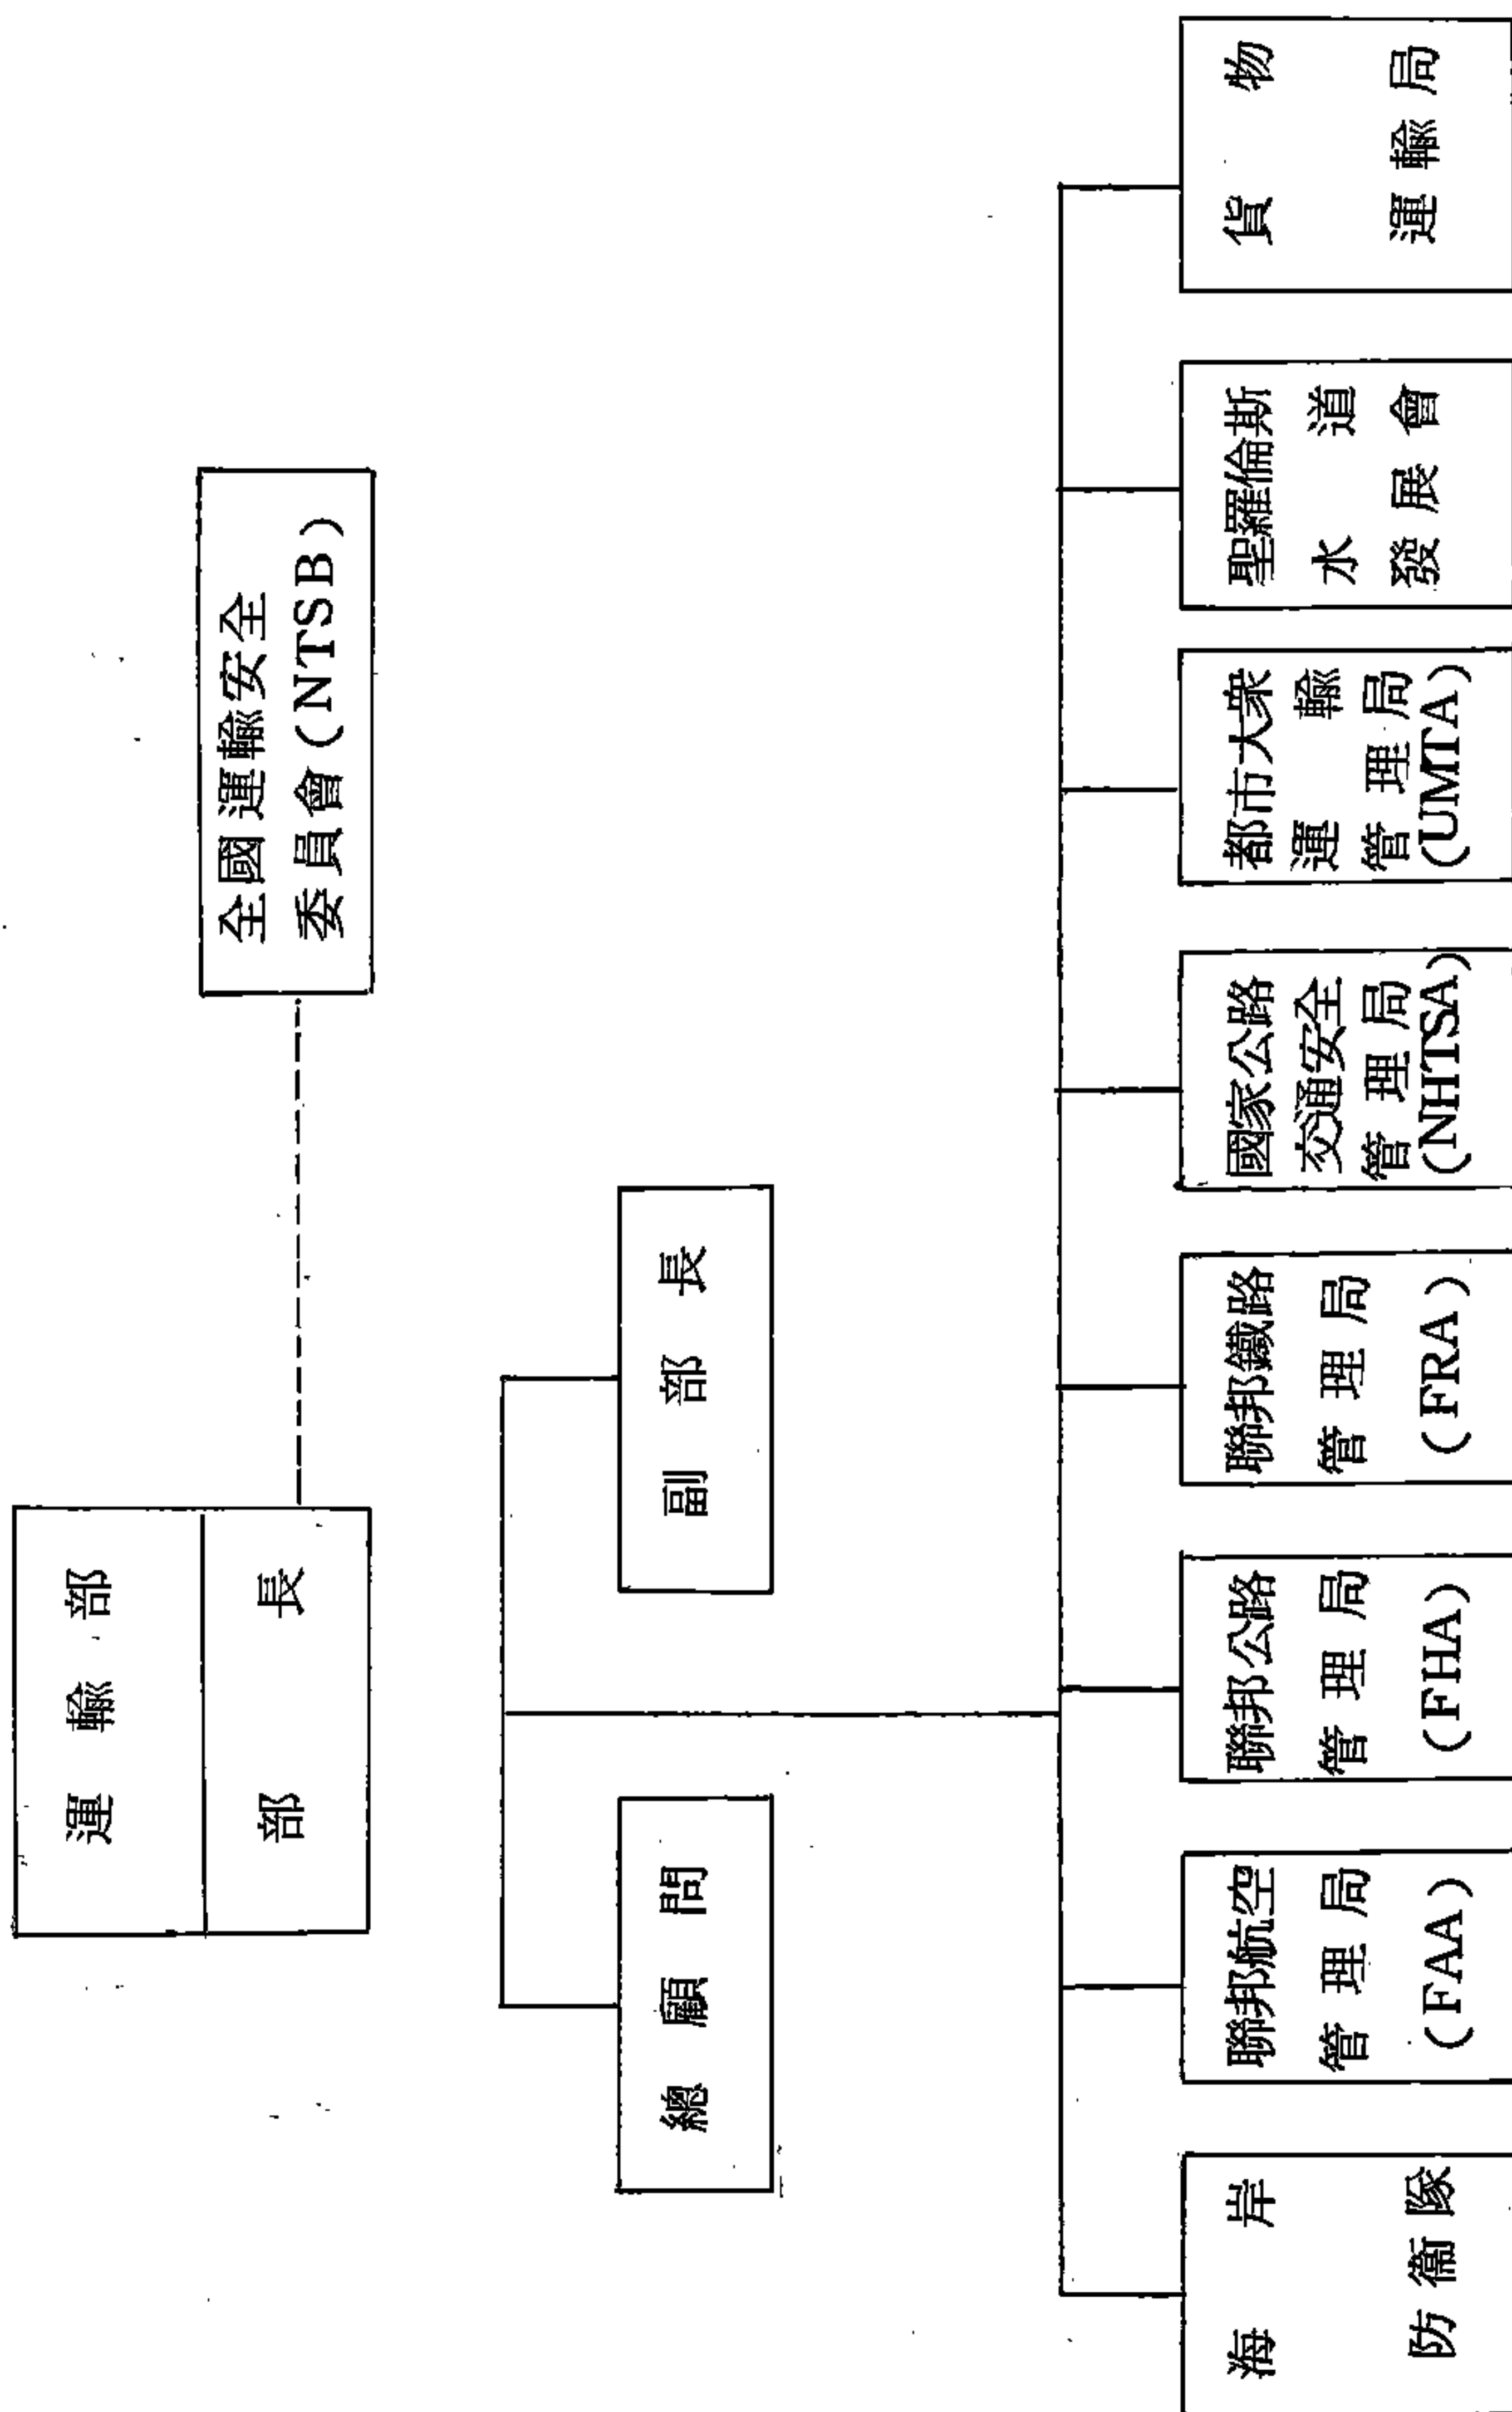 運輸部
部長
全國運輸安全
委員會(NTSB)
總顧問
副部長
海岸
防衞隊
聯邦航空
管理局
(FAA)
聯邦公路
管理局
(FHA)
聯邦鐵路
管理局
(FRA)
國家公路
交通安全
管理局
(NHTSA)
都市大衆
運輸
管理局
(UMTA)
聖羅倫斯
水道
發展會
貨物
運輸局